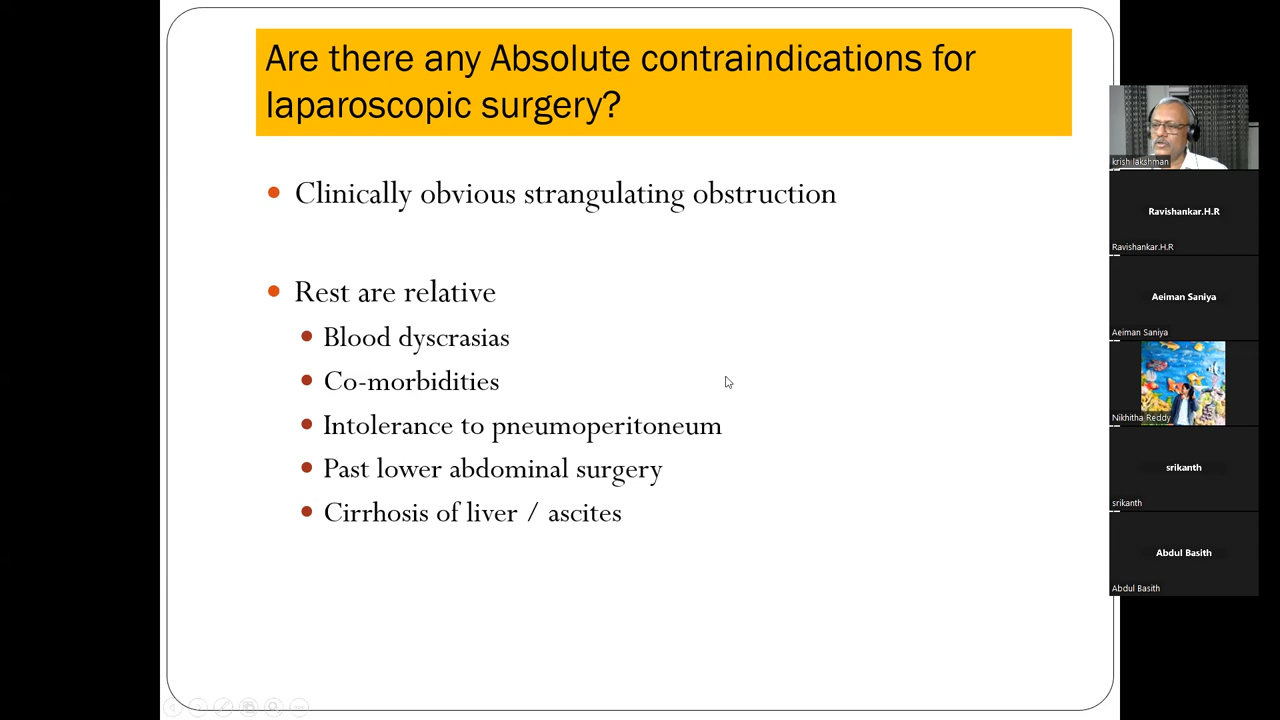 Are there any Absolute contraindications for
laparoscopic surgery?
Clinically obvious strangulating obstruction
Rest are relative
Blood dyscrasias
Co-morbidities
Intolerance to pneumoperitoneum
Past lower abdominal surgery
Cirrhosis of liver / ascites
krish lakshman
Ravishankar.H.R
Ravishankar.H.R
Aeiman Saniya
Aeiman Saniya
Nikhitha Reddy
srikanth
srikanth
Abdul Basith
Abdul Basith